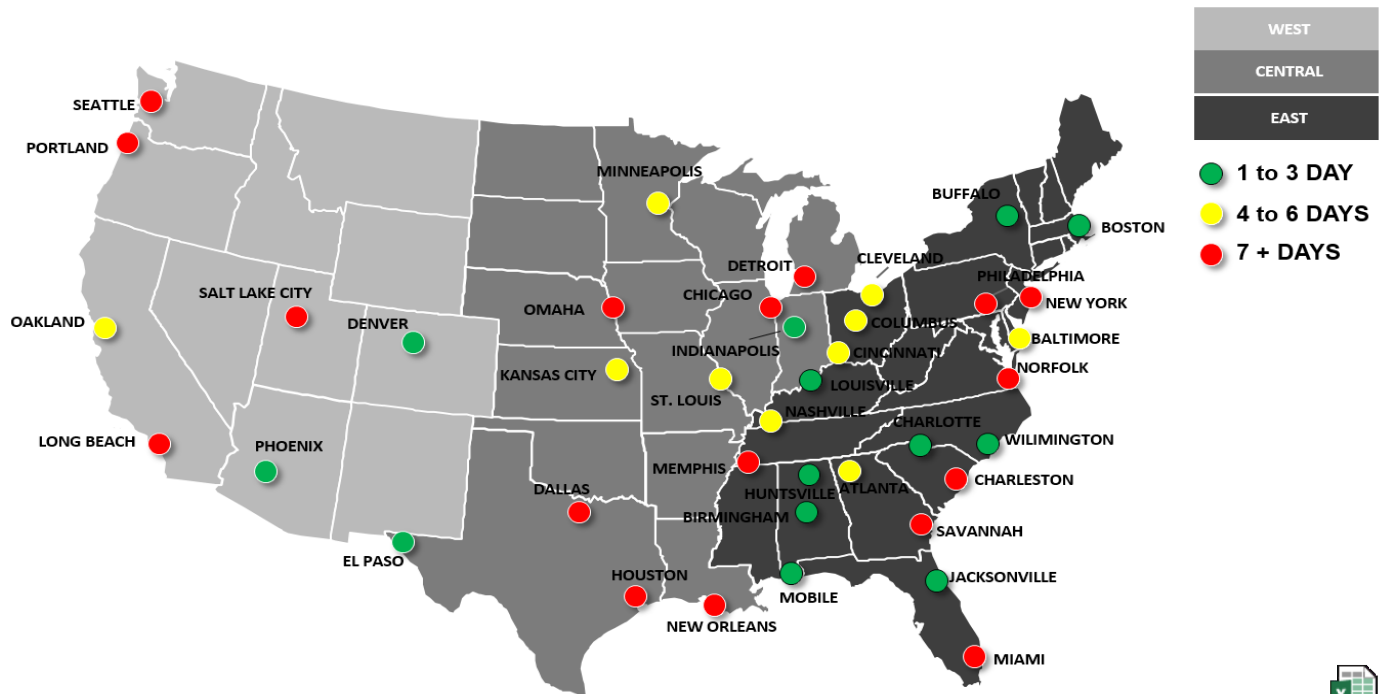 WEST
CENTRAL
EAST
1 to 3 DAY
4 to 6 DAYS
7 + DAYS
SEATTLE
PORTLAND
MINNEAPOLIS
BUFFALO
BOSTON
CLEVELAND
DETROIT
PHILADELPHIA
SALT LAKE CITY
CHICAGO
NEW YORK
OAKLAND
DENVER
OMAHA
COLUMBUS
BALTIMORE
INDIANAPOLIS
CINCINNATI
NORFOLK
KANSAS CITY
LOUISVILLE
ST. LOUIS
NASHVILLE
CHARLOTTE
LONG BEACH
PHOENIX
WILIMINGTON
MEMPHIS
CHARLESTON
DALLAS
HUNTSVILLE
ATLANTA
BIRMINGHAM
SAVANNAH
EL PASO
HOUSTON
JACKSONVILLE
MOBILE
NEW ORLEANS
MIAMI
X